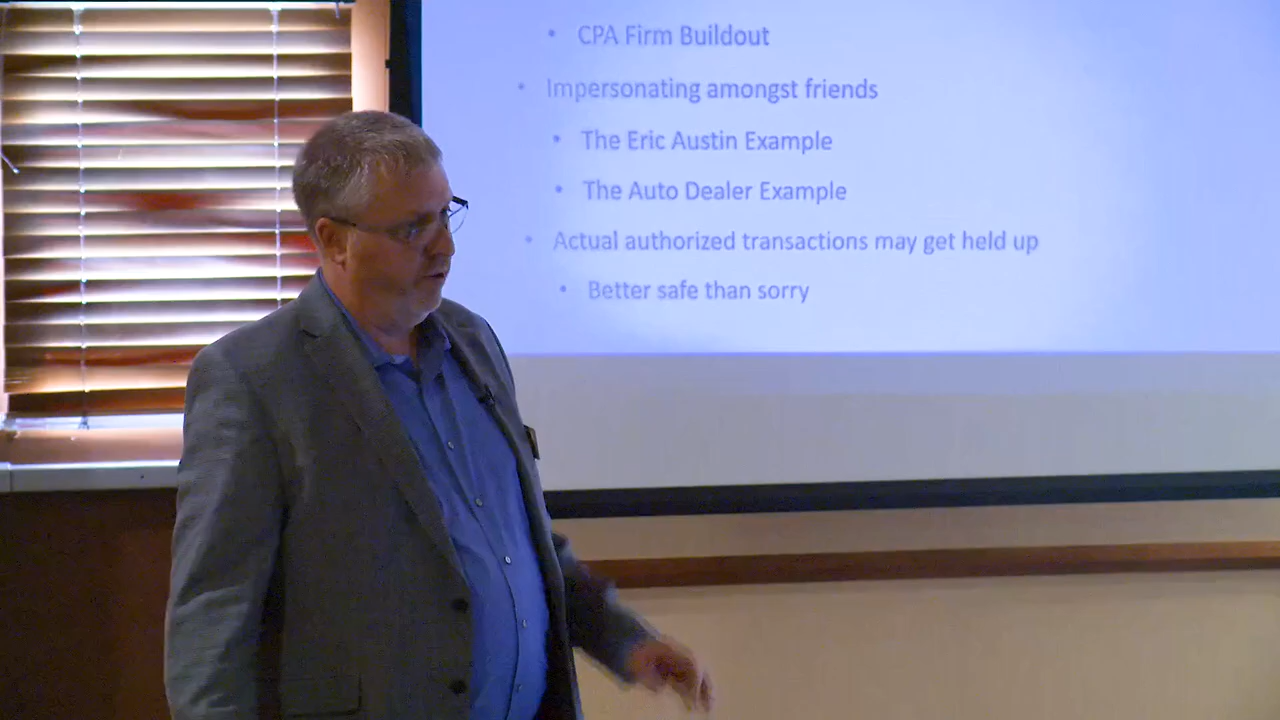 • CPA Firm Buildout
• Impersonating amongst friends
• The Eric Austin Example
• The Auto Dealer Example
• Actual authorized transactions may get held up
• Better safe than sorry